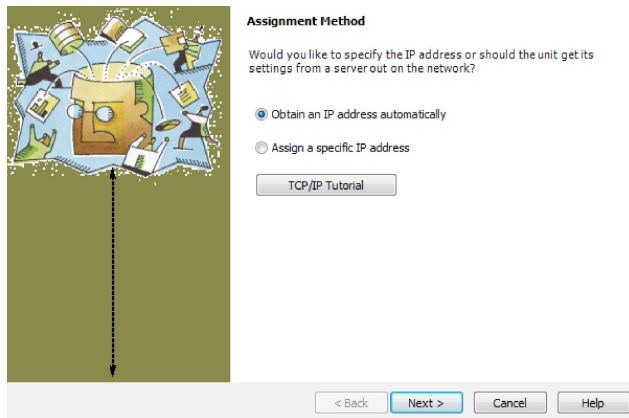 Assignment Method
Would you like to specify the IP address or should the unit get its
settings from a server out on the network?
Obtain an IP address automatically
Assign a specific IP address
TCP/IP Tutorial
< Back Next > Cancel Help